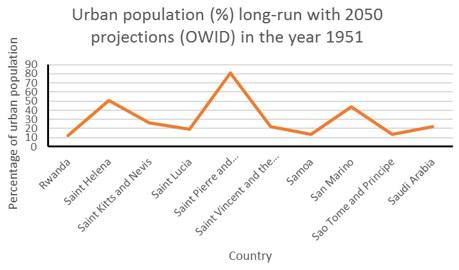 Urban population (%) long-run with 2050
projections (OWID) in the year 1951
Percentage of urban population
90
80
70
60
50
40
30
20
10
0
Rwanda
Saint Helena
Saint Kitts and Nevis
Saint Lucia
Saint Pierre and...
Saint Vincent and the...
Samoa
San Marino
Sao Tome and Principe
Saudi Arabia
Country